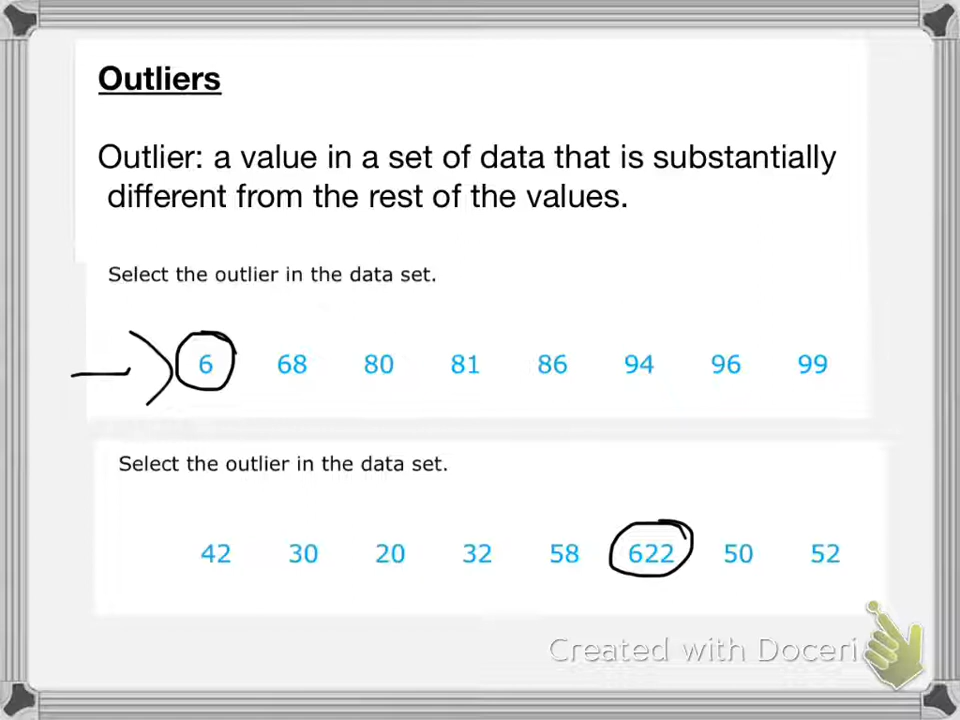 Outliers
Outlier: a value in a set of data that is substantially
different from the rest of the values.
Select the outlier in the data set.
6 68 80 81 86 94 96 99
Select the outlier in the data set.
42 30 20 32 58 622 50 52
Created with Doceri